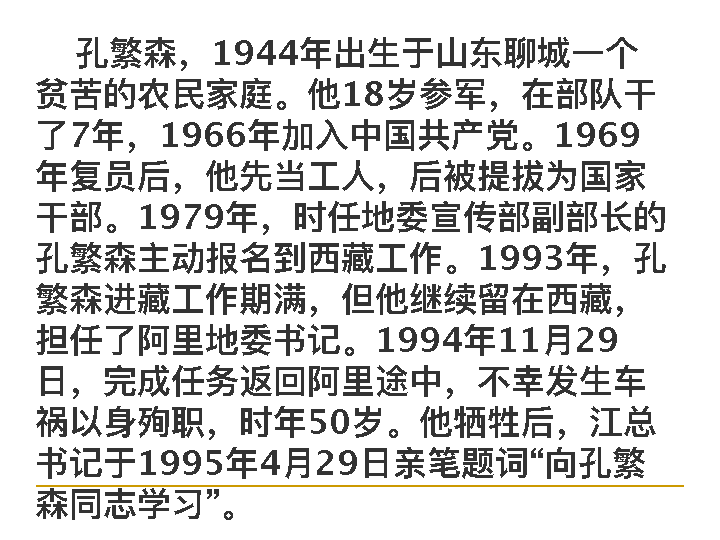 孔繁森，1944年出生于山东聊城一个
贫苦的农民家庭。他18岁参军，在部队干
了7年，1966年加入中国共产党。1969
年复员后，他先当工人，后被提拔为国家
干部。1979年，时任地委宣传部副部长的
孔繁森主动报名到西藏工作。1993年，孔
繁森进藏工作期满，但他继续留在西藏，
担任了阿里地委书记。1994年11月29
日，完成任务返回阿里途中，不幸发生车
祸以身殉职，时年50岁。他牺牲后，江总
书记于1995年4月29日亲笔题词“向孔繁
森同志学习”。